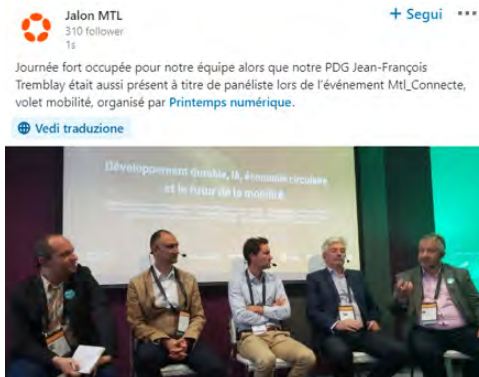 Jalon MTL
+ Segui
310 follower
1s
Journée fort occupée pour notre équipe alors que notre PDG Jean-François
Tremblay était aussi présent à titre de panéliste lors de l'événement Mtl_Connecte,
volet mobilité, organisé par Printemps numérique.
Vedi traduzione
Développement durable, IA, économie circulaire
et le futur de la mobilité